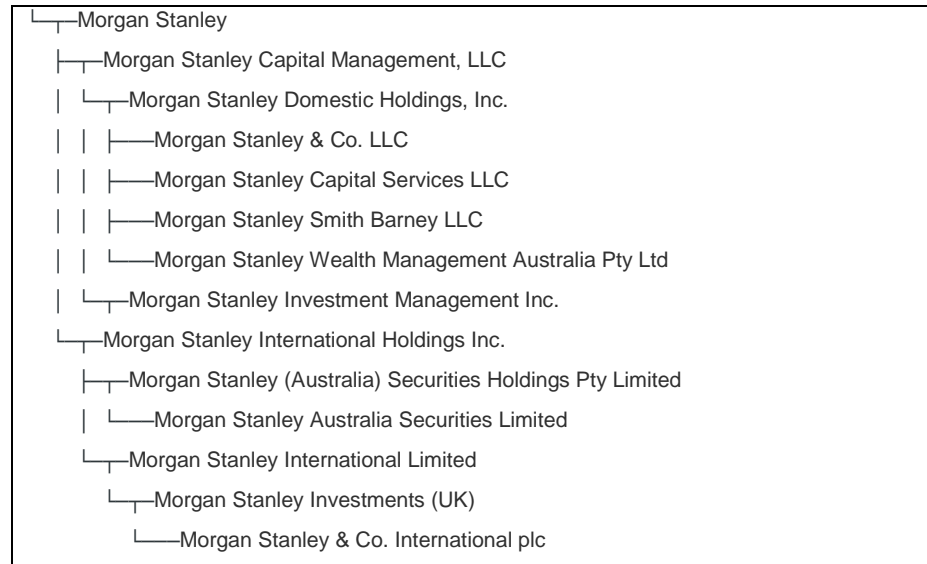 Morgan Stanley
Morgan Stanley Capital Management, LLC
Morgan Stanley Domestic Holdings, Inc.
Morgan Stanley & Co. LLC
Morgan Stanley Capital Services LLC
Morgan Stanley Smith Barney LLC
Morgan Stanley Wealth Management Australia Pty Ltd
Morgan Stanley Investment Management Inc.
Morgan Stanley International Holdings Inc.
Morgan Stanley (Australia) Securities Holdings Pty Limited
Morgan Stanley Australia Securities Limited
Morgan Stanley International Limited
Morgan Stanley Investments (UK)
Morgan Stanley & Co. International plc